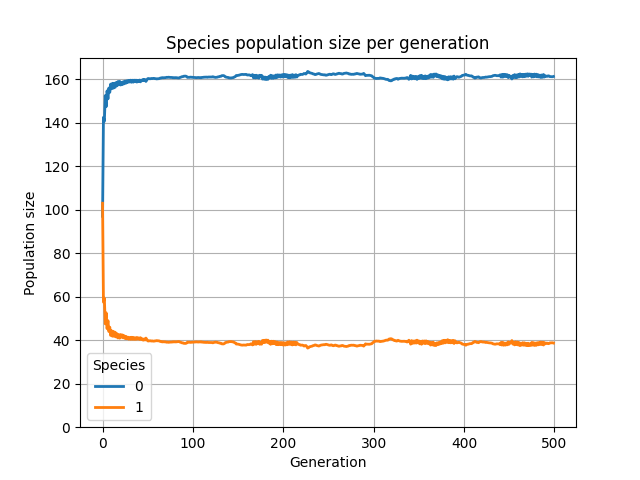 Species population size per generation
Population size
160
140
120
100
80
60
40
20
0
Species
0
1
0 100 200 300 400 500
Generation